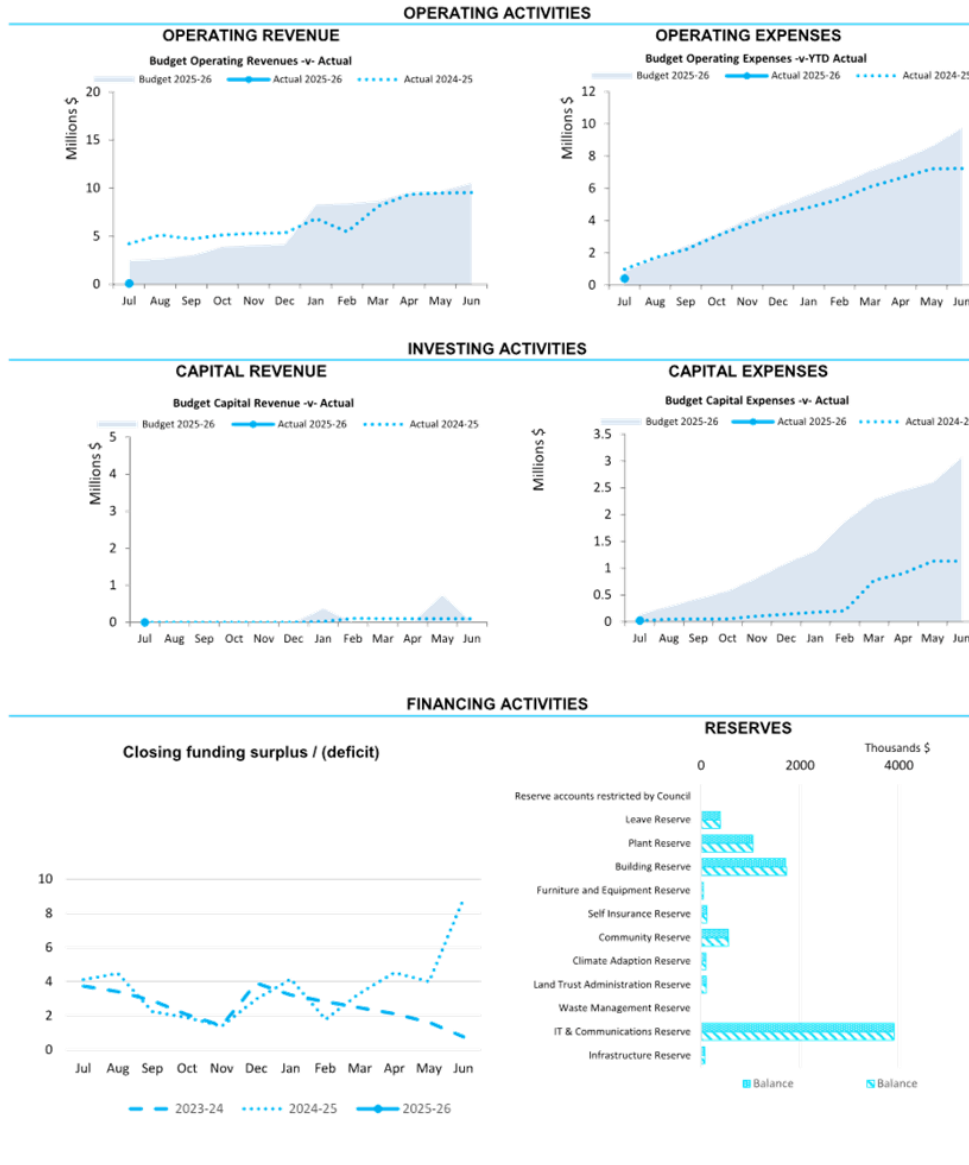 OPERATING ACTIVITIES
OPERATING REVENUE
Budget Operating Revenues -v- Actual
Budget 2025-26 Actual 2025-26 Actual 2024-25
Millions $
20
15
10
5
0
Jul Aug Sep Oct Nov Dec Jan Feb Mar Apr May Jun
OPERATING EXPENSES
Budget Operating Expenses -v-YTD Actual
Budget 2025-26 Actual 2025-26 Actual 2024-25
Millions $
12
10
8
6
4
2
0
Jul Aug Sep Oct Nov Dec Jan Feb Mar Apr May Jun
INVESTING ACTIVITIES
CAPITAL REVENUE
Budget Capital Revenue -v- Actual
Budget 2025-26 Actual 2025-26 Actual 2024-25
Millions $
5
4
3
2
1
0
Jul Aug Sep Oct Nov Dec Jan Feb Mar Apr May Jun
CAPITAL EXPENSES
Budget Capital Expenses -v- Actual
Budget 2025-26 Actual 2025-26 Actual 2024-2
Millions $
3.5
3
2.5
2
1.5
1
0.5
0
Jul Aug Sep Oct Nov Dec Jan Feb Mar Apr May Jun
FINANCING ACTIVITIES
Closing funding surplus / (deficit)
10
8
6
4
2
0
Jul Aug Sep Oct Nov Dec Jan Feb Mar Apr May Jun
2023-24 2024-25 2025-26
RESERVES
Thousands $
0 2000 4000
Reserve accounts restricted by Council
Leave Reserve
Plant Reserve
Building Reserve
Furniture and Equipment Reserve
Self Insurance Reserve
Community Reserve
Climate Adaption Reserve
Land Trust Administration Reserve
Waste Management Reserve
IT & Communications Reserve
Infrastructure Reserve
Balance Balance